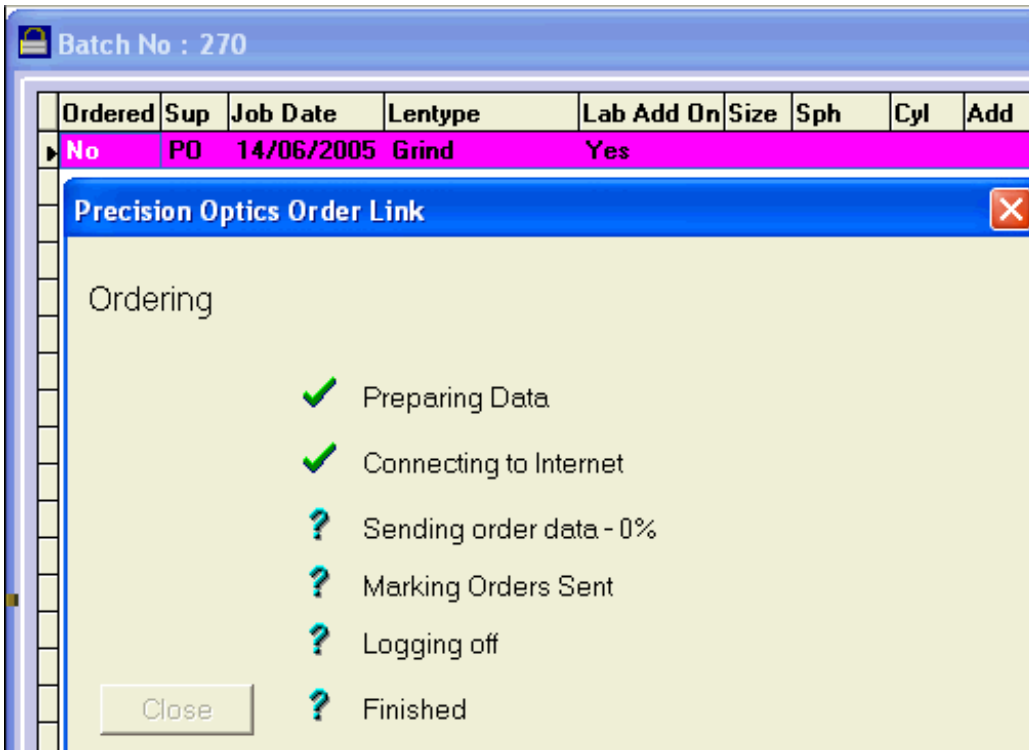 Batch No : 270
Ordered Sup Job Date Lentype Lab Add On Size Sph Cyl Add
No PO 14/06/2005 Grind Yes
Precision Optics Order Link
Ordering
Preparing Data
Connecting to Internet
Sending order data - 0%
Marking Orders Sent
Logging off
Close Finished